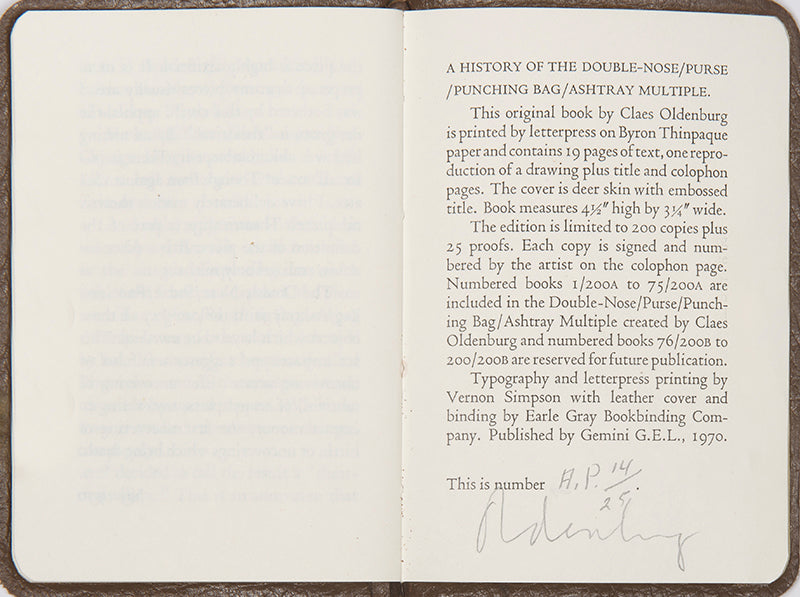 A HISTORY OF THE DOUBLE-NOSE/PURSE
/PUNCHING BAG/ASHTRAY MULTIPLE.
This original book by Claes Oldenburg
is printed by letterpress on Byron Thinpaque
paper and contains 19 pages of text, one repro-
duction of a drawing plus title and colophon
pages. The cover is deer skin with embossed
title. Book measures 4½" high by 3¼" wide.
The edition is limited to 200 copies plus
25 proofs. Each copy is signed and num-
bered by the artist on the colophon page.
Numbered books 1/200A to 75/200A are
included in the Double-Nose/Purse/Punch-
ing Bag/Ashtray Multiple created by Claes
Oldenburg and numbered books 76/200B to
200/200B are reserved for future publication.
Typography and letterpress printing by
Vernon Simpson with leather cover and
binding by Earle Gray Bookbinding Com-
pany. Published by Gemini G.E.L., 1970.
This is number A.P. 14/25.
Oldenburg